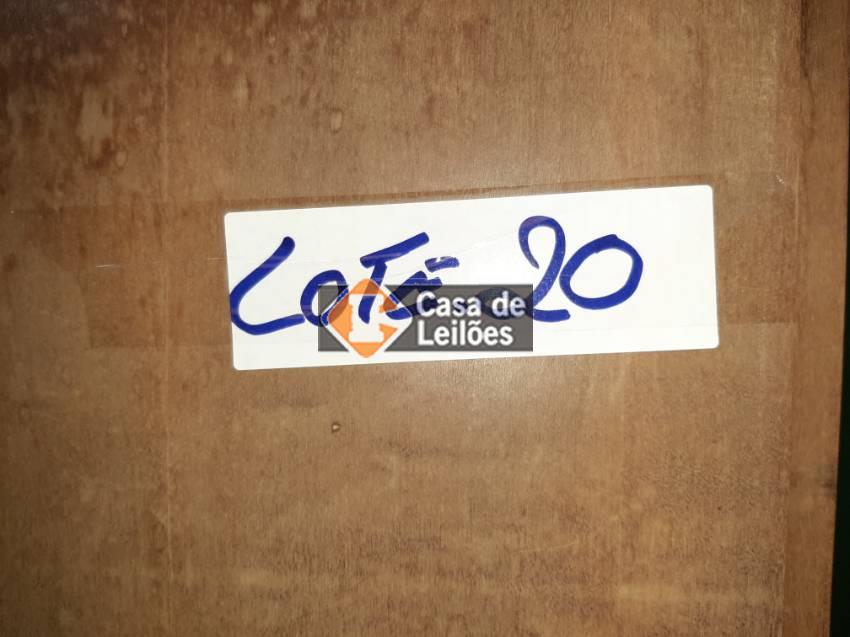 LOTE 20
Casa de
Leilões